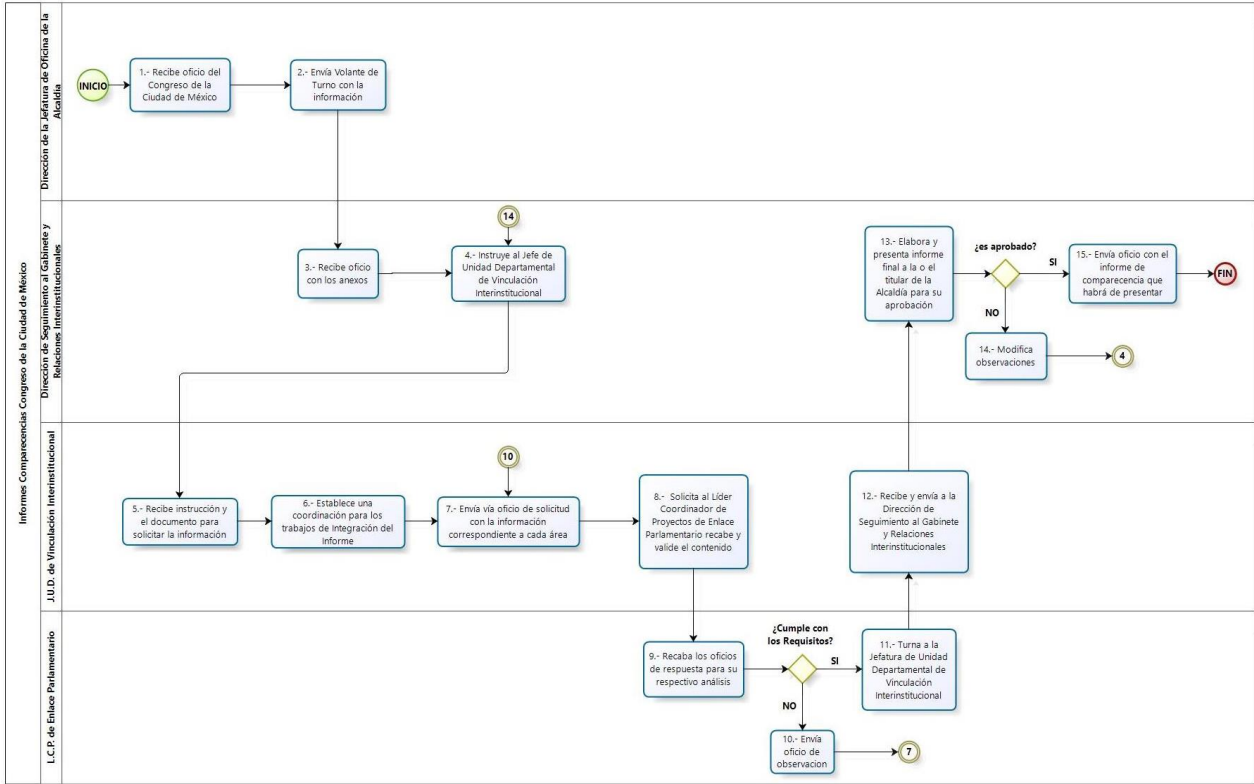 Informes Comparecencias Congreso de la Ciudad de México
Dirección de la Jefatura de Oficina de la
Alcaldía
INICIO
1.- Recibe oficio del
Congreso de la
Ciudad de México
2.- Envía Volante de
Turno con la
información
Dirección de Seguimiento al Gabinete y
Relaciones Interinstitucionales
3.- Recibe oficio
con los anexos
14
4.- Instruye al Jefe de
Unidad Departamental
de Vinculación
Interinstitucional
13.- Elabora y
presenta informe
final a la o el
titular de la
Alcaldía para su
aprobación
¿es aprobado?
SI
NO
15.- Envía oficio con el
informe de
comparecencia que
habrá de presentar
FIN
14.- Modifica
observaciones
4
J.U.D. de Vinculación Interinstitucional
5.- Recibe instrucción y
el documento para
solicitar la información
6.- Establece una
coordinación para los
trabajos de Integración del
Informe
10
7.- Envía vía oficio de solicitud
con la información
correspondiente a cada área
8.- Solicita al Líder
Coordinador de
Proyectos de Enlace
Parlamentario recabe y
valide el contenido
12.- Recibe y envía a la
Dirección de
Seguimiento al Gabinete
y Relaciones
Interinstitucionales
L.C.P. de Enlace Parlamentario
9.- Recaba los oficios
de respuesta para su
respectivo análisis
¿Cumple con
los Requisitos?
SI
NO
11.- Turna a la
Jefatura de Unidad
Departamental de
Vinculación
Interinstitucional
10.- Envía
oficio de
observacion
7